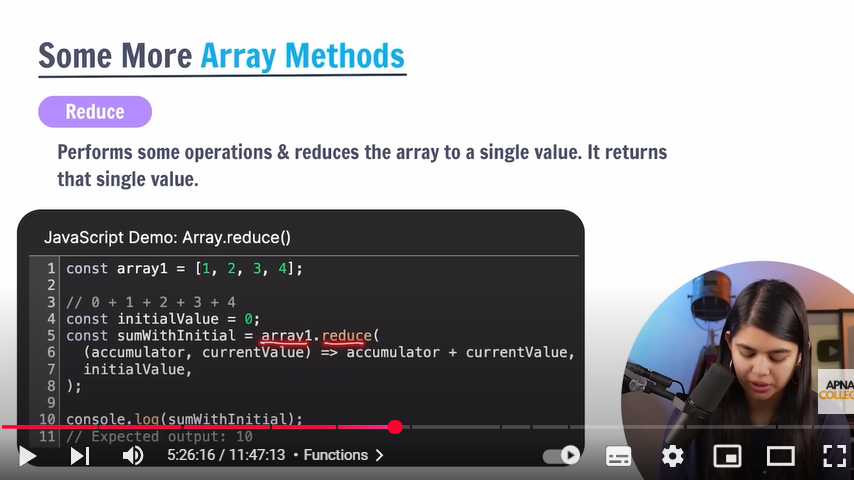 Some More Array Methods
Reduce
Performs some operations & reduces the array to a single value. It returns
that single value.
JavaScript Demo: Array.reduce()
1 const array1 = [1, 2, 3, 4];
2
3 // 0 + 1 + 2 + 3 + 4
4 const initialValue = 0;
5 const sumWithInitial = array1.reduce(
6 (accumulator, currentValue) => accumulator + currentValue,
7 initialValue,
8 );
9
10 console.log(sumWithInitial);
11 // Expected output: 10
APNA
COLLEG
5:26:16 / 11:47:13 • Functions >